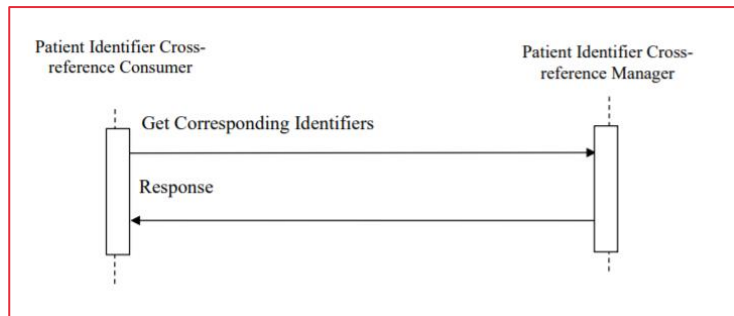 Patient Identifier Cross-
reference Consumer
Patient Identifier Cross-
reference Manager
Get Corresponding Identifiers
Response